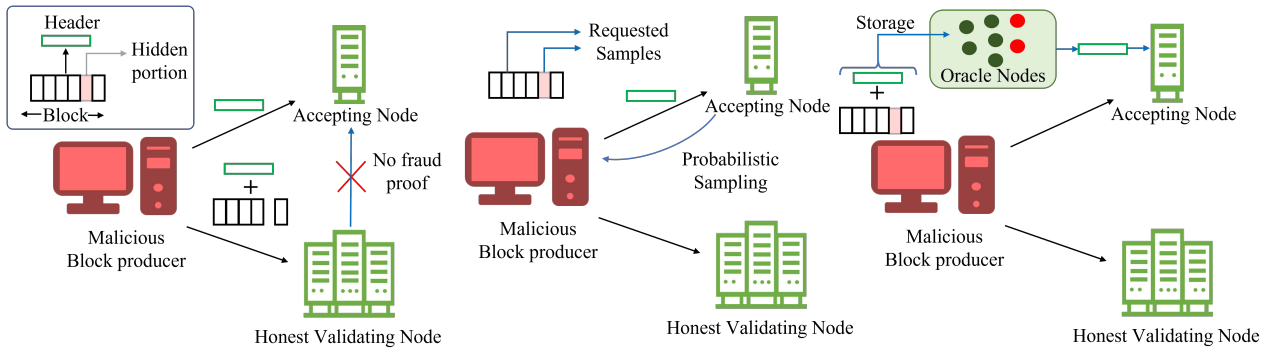 Header
Hidden
portion
Block
Accepting Node
No fraud
proof
Malicious
Block producer
Honest Validating Node
Requested
Samples
Accepting Node
Probabilistic
Sampling
Malicious
Block producer
Honest Validating Node
Storage
Oracle Nodes
Accepting Node
Malicious
Block producer
Honest Validating Node